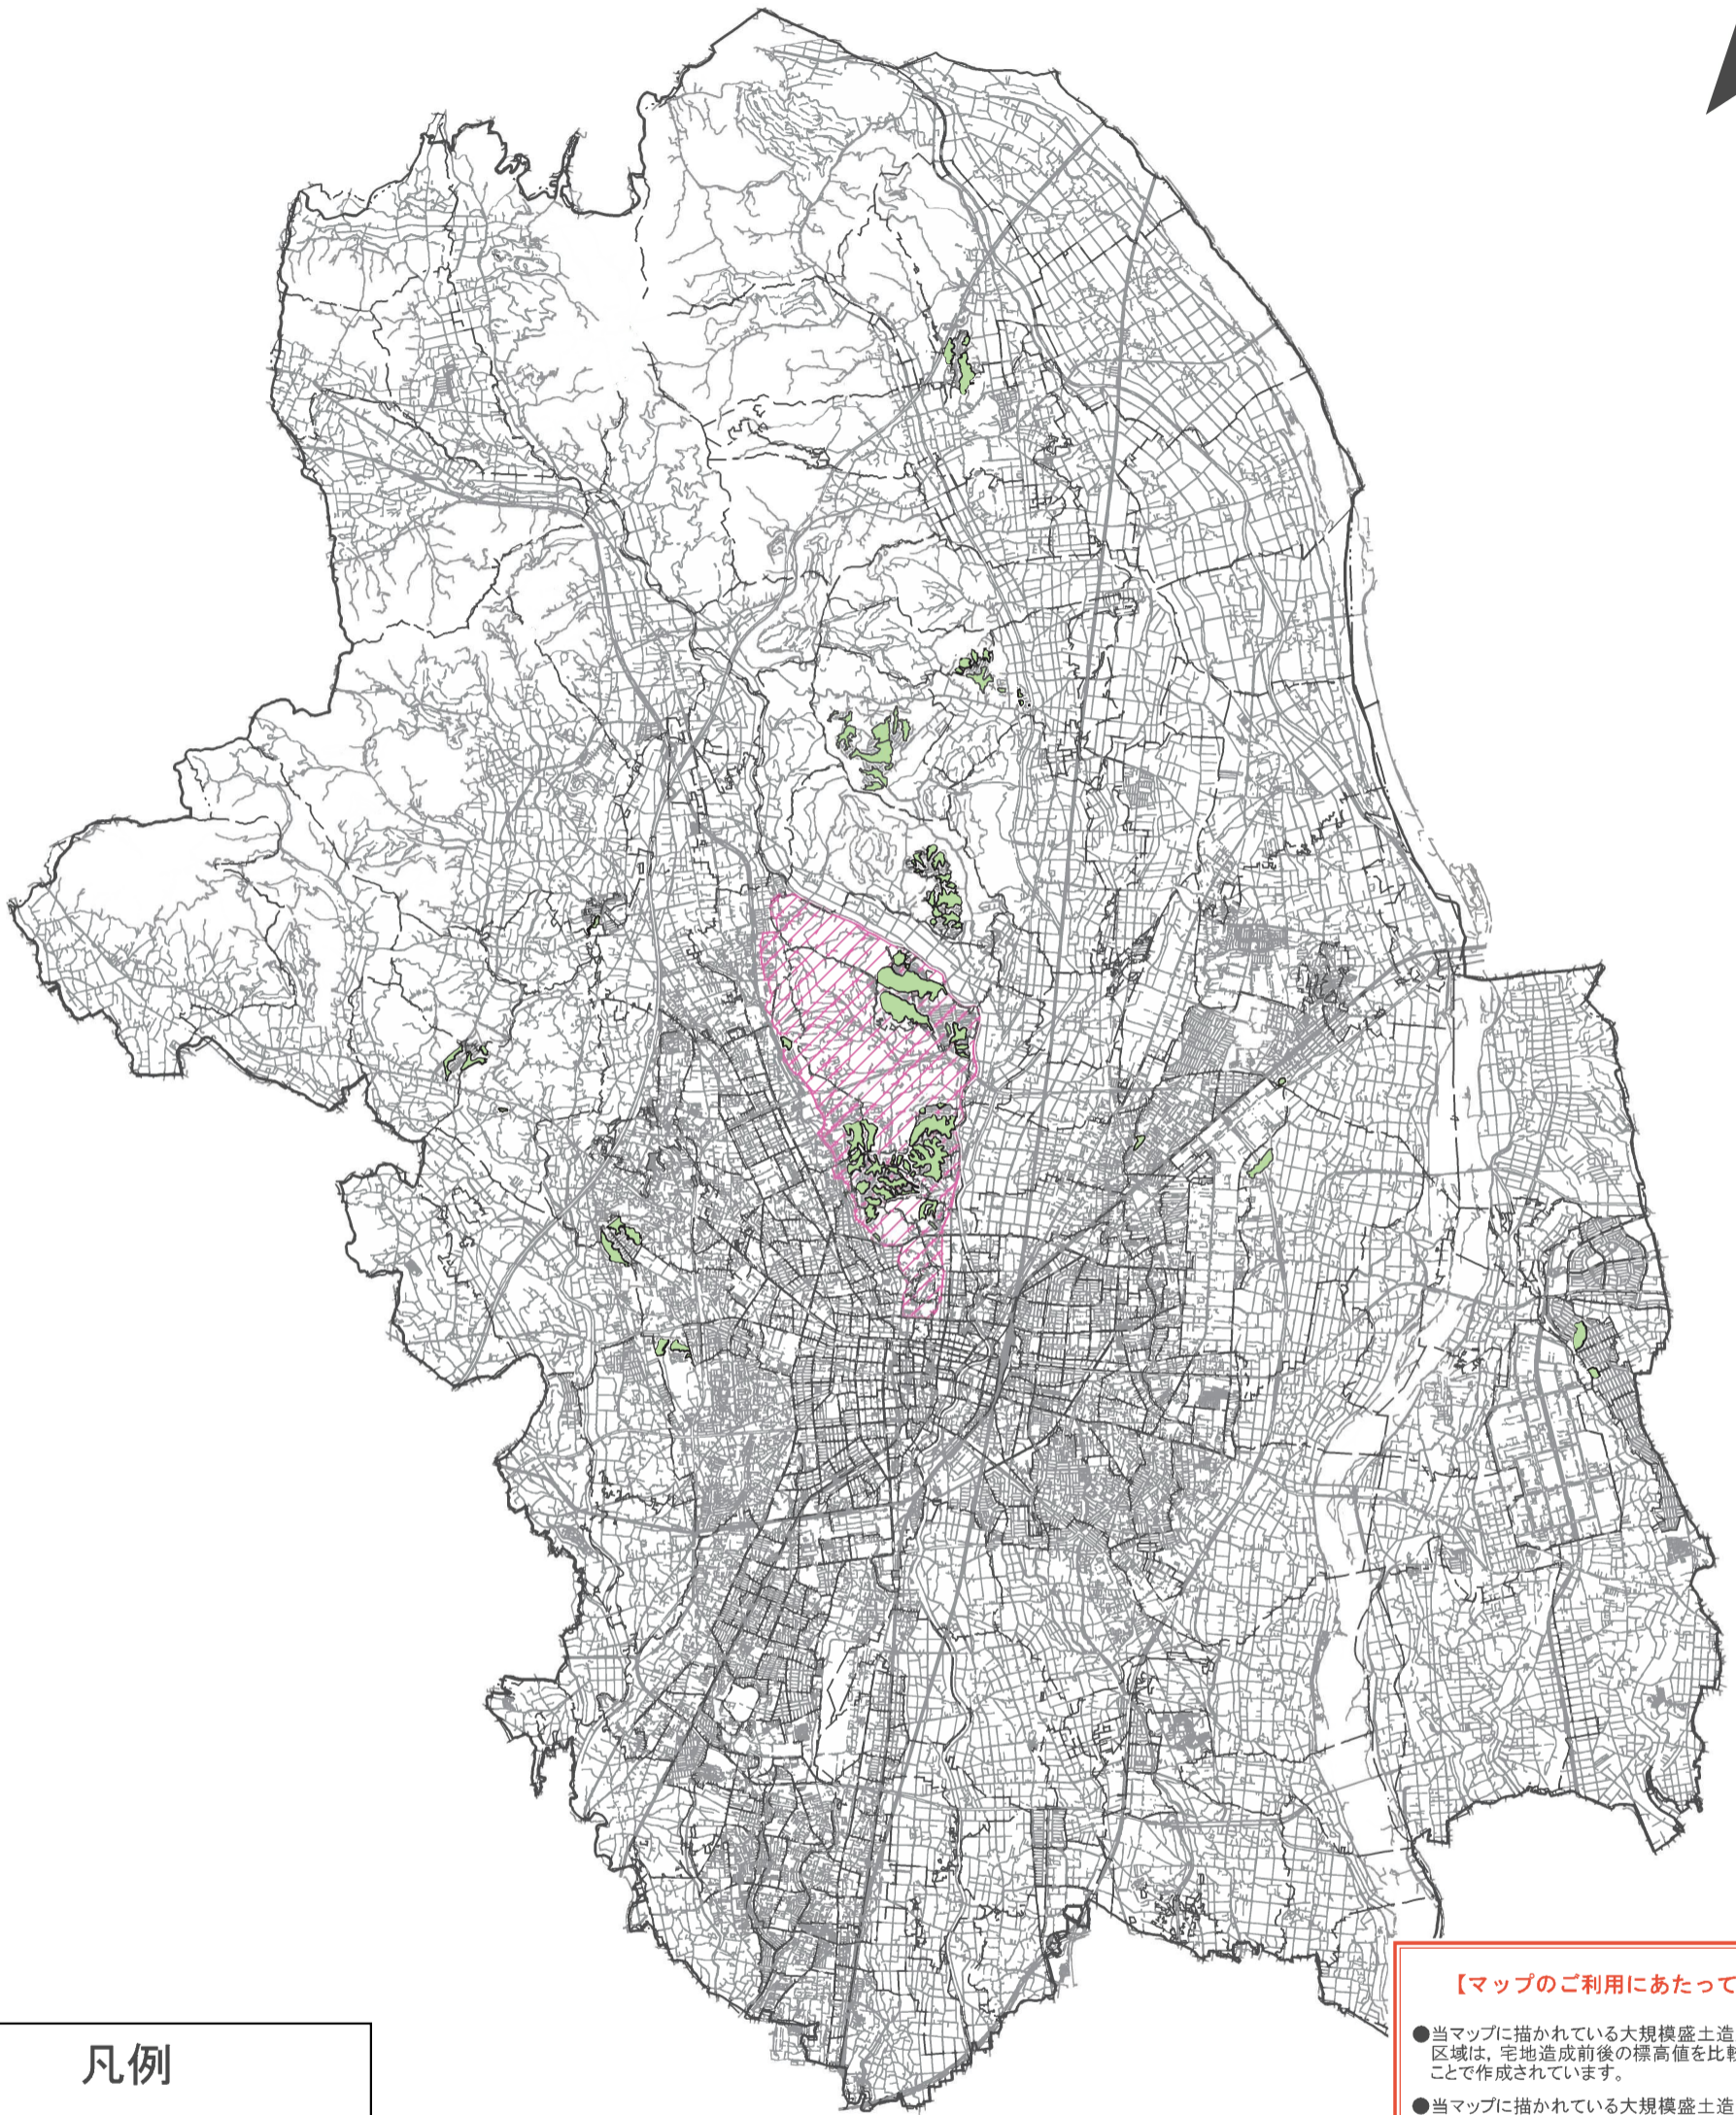 凡例
【マップのご利用にあたって
●当マップに描かれている大規模盛土造
区域は，宅地造成前後の標高値を比較
ことで作成されています。
●当マップに描かれている大規模盛土造